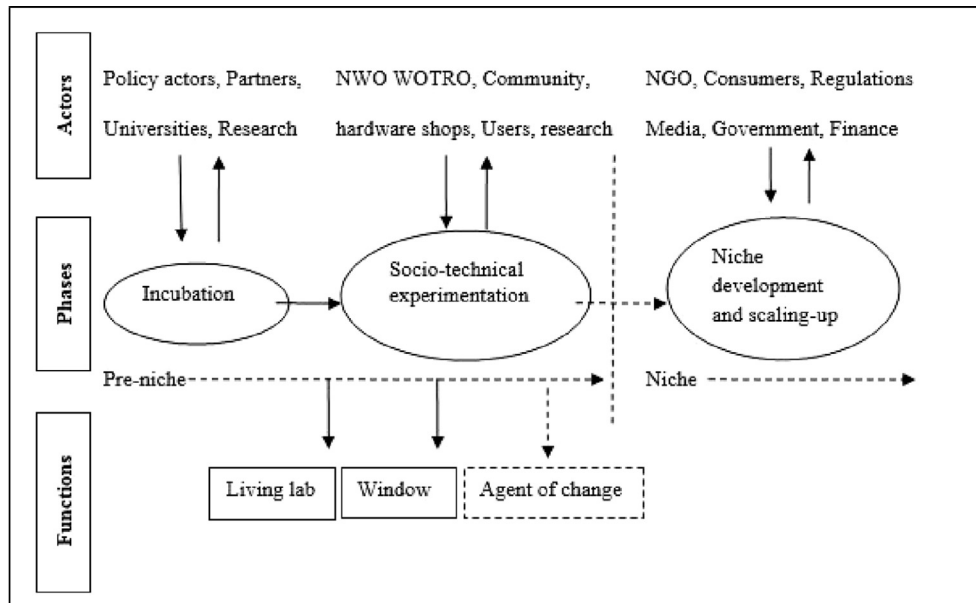 Actors
Policy actors, Partners,
Universities, Research
NWO WOTRO, Community,
hardware shops, Users, research
NGO, Consumers, Regulations
Media, Government, Finance
Phases
Incubation
Socio-technical
experimentation
Niche
development
and scaling-up
Pre-niche
Niche
Functions
Living lab
Window
Agent of change